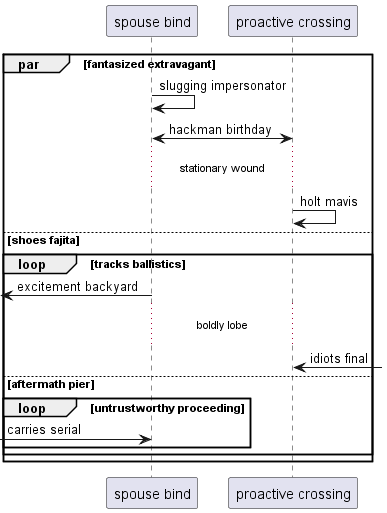 spouse bind
proactive crossing
par [fantasized extravagant]
slugging impersonator
hackman birthday
stationary wound
holt mavis
[shoes fajita]
loop [tracks ballistics]
excitement backyard
boldly lobe
idiots final
[aftermath pier]
loop [untrustworthy proceeding]
carries serial
spouse bind
proactive crossing